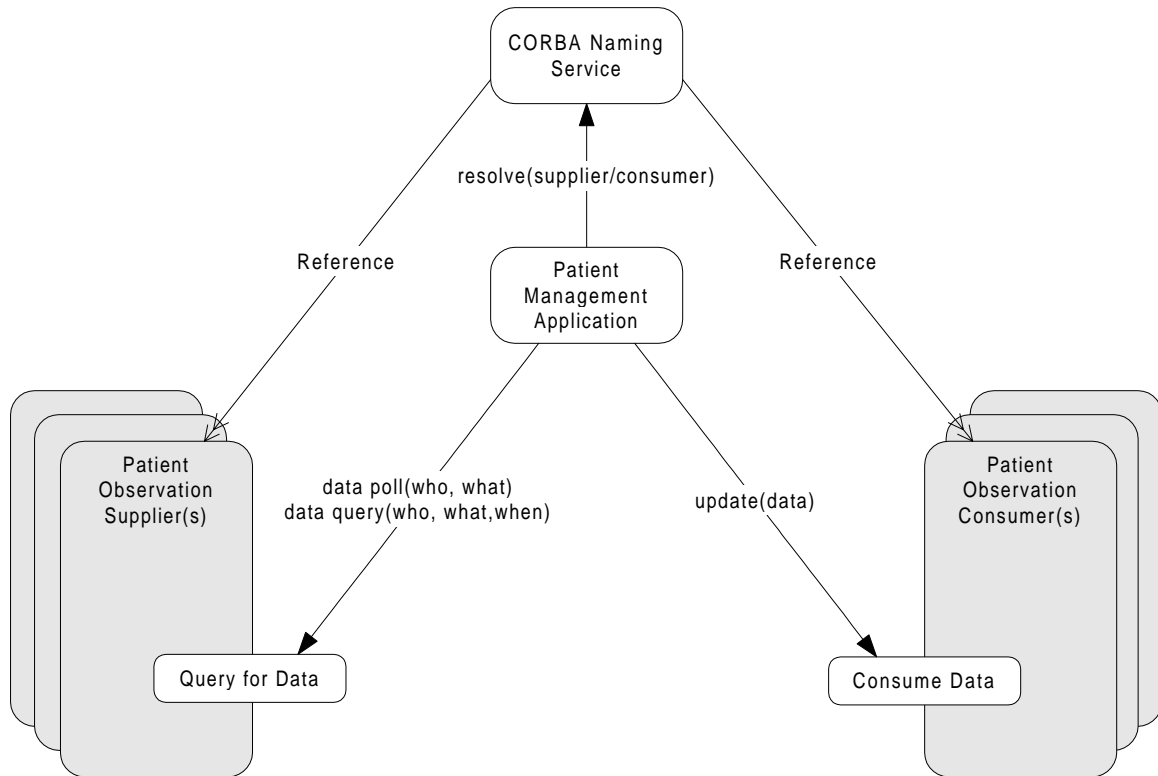 CORBA Naming
Service
resolve(supplier/consumer)
Reference
Reference
Patient
Management
Application
Patient
Observation
Supplier(s)
data poll(who, what)
data query(who, what,when)
update(data)
Patient
Observation
Consumer(s)
Query for Data
Consume Data